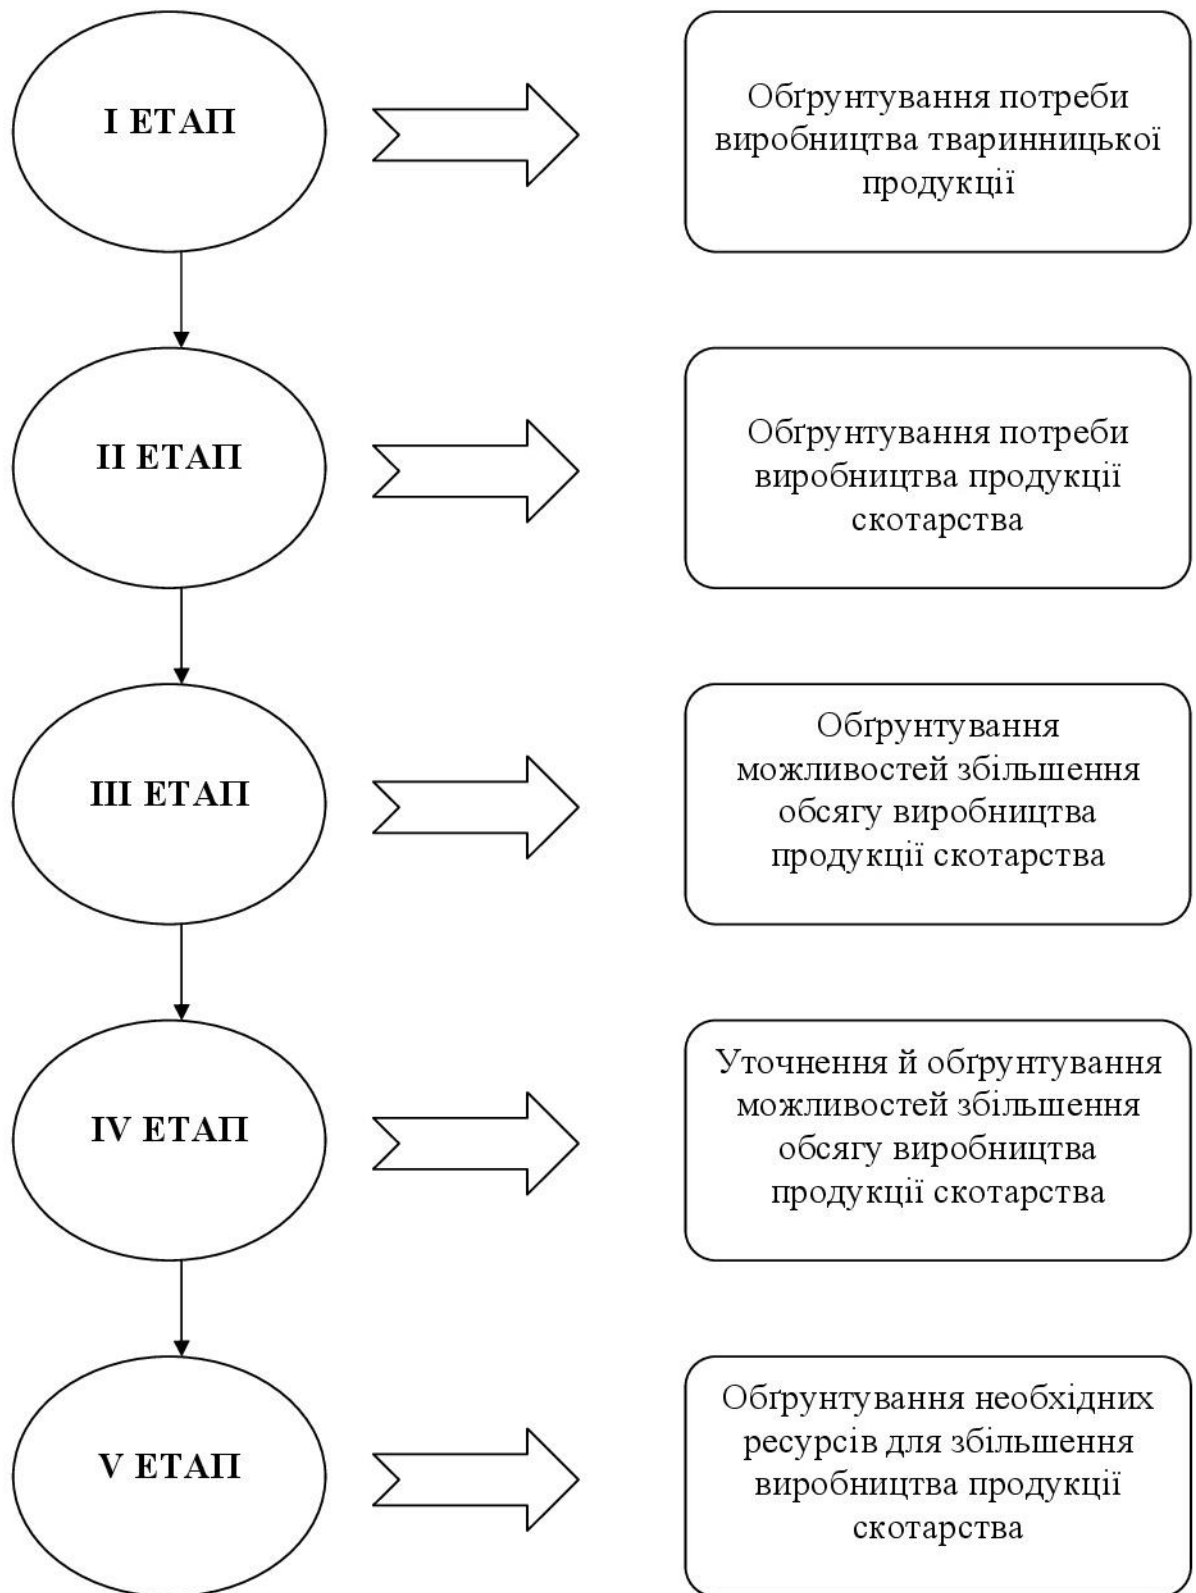 І ЕТАП
Обґрунтування потреби
виробництва тваринницької
продукції
ІІ ЕТАП
Обґрунтування потреби
виробництва продукції
скотарства
ІІІ ЕТАП
Обґрунтування
можливостей збільшення
обсягу виробництва
продукції скотарства
IV ЕТАП
Уточнення й обґрунтування
можливостей збільшення
обсягу виробництва
продукції скотарства
V ЕТАП
Обґрунтування необхідних
ресурсів для збільшення
виробництва продукції
скотарства